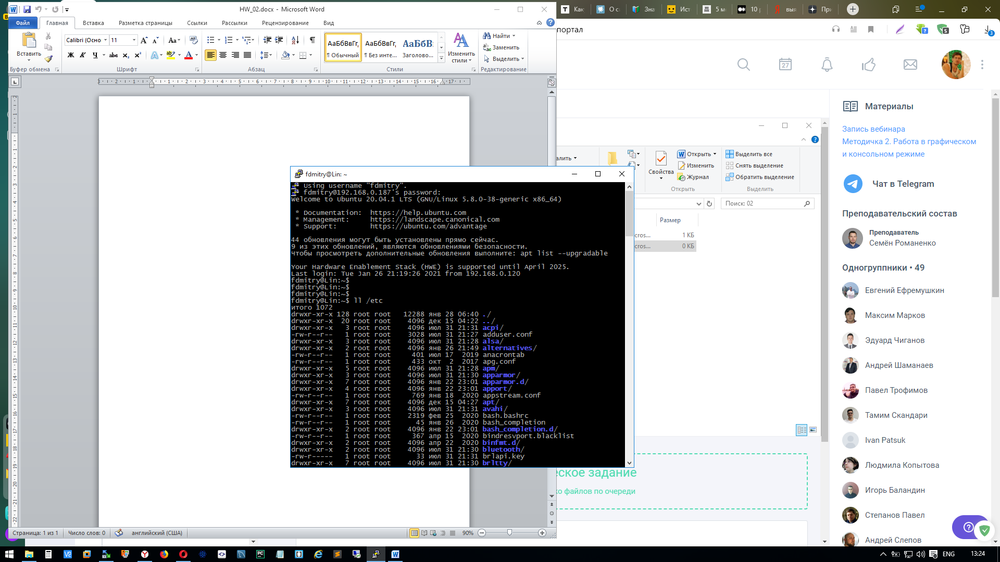 HW_02.docx - Microsoft Word
Файл Главная Вставка Разметка страницы Ссылки Рассылки Рецензирование Вид
Calibri (Осно 11
Вставить
Буфер обмена
Шрифт
Абзац
АаБбВвГг, АаБбВвГг, АаБбВ
¶ Обычный ¶ Без инте... Заголово...
Изменить стили
Стили
Найти
Заменить
Выделить
Редактирование
Страница: 1 из 1 Число слов: 0 английский (США) 90%
fdmitry@Lin: ~
Using username "fdmitry".
fdmitry@192.168.0.187's password:
Welcome to Ubuntu 20.04.1 LTS (GNU/Linux 5.8.0-38-generic x86_64)
* Documentation: https://help.ubuntu.com
* Management: https://landscape.canonical.com
* Support: https://ubuntu.com/advantage
44 обновления могут быть установлены прямо сейчас.
9 из этих обновлений, являются обновлениями безопасности.
Чтобы просмотреть дополнительные обновления выполните: apt list --upgradable
Your Hardware Enablement Stack (HWE) is supported until April 2025.
Last login: Tue Jan 26 21:19:26 2021 from 192.168.0.120
fdmitry@Lin:~$
fdmitry@Lin:~$
fdmitry@Lin:~$
fdmitry@Lin:~$ ll /etc
итого 1072
drwxr-xr-x 128 root root 12288 янв 28 06:40 ./
drwxr-xr-x 20 root root 4096 дек 15 04:22 ../
drwxr-xr-x 3 root root 4096 июл 31 21:31 acpi/
-rw-r--r-- 1 root root 3028 июл 31 21:27 adduser.conf
drwxr-xr-x 3 root root 4096 июл 31 21:28 alsa/
drwxr-xr-x 2 root root 4096 янв 26 21:49 alternatives/
-rw-r--r-- 1 root root 401 июл 17 2019 anacrontab
-rw-r--r-- 1 root root 433 окт 2 2017 apg.conf
drwxr-xr-x 5 root root 4096 июл 31 21:28 apm/
drwxr-xr-x 3 root root 4096 июл 31 21:30 apparmor/
drwxr-xr-x 7 root root 4096 янв 22 23:01 apparmor.d/
drwxr-xr-x 4 root root 4096 янв 22 23:01 apport/
-rw-r--r-- 1 root root 769 янв 18 2020 appstream.conf
drwxr-xr-x 7 root root 4096 дек 15 04:27 apt/
drwxr-xr-x 3 root root 4096 июл 31 21:31 avahi/
-rw-r--r-- 1 root root 2319 фев 25 2020 bash.bashrc
-rw-r--r-- 1 root root 45 янв 26 2020 bash_completion
drwxr-xr-x 2 root root 4096 янв 22 23:01 bash_completion.d/
-rw-r--r-- 1 root root 367 апр 15 2020 bindresvport.blacklist
drwxr-xr-x 2 root root 4096 апр 22 2020 binfmt.d/
drwxr-xr-x 2 root root 4096 июл 31 21:30 bluetooth/
-rw-r----- 1 root root 33 июл 31 21:31 brlapi.key
drwxr-xr-x 7 root root 4096 июл 31 21:30 brltty/
портал
27
алить
Свойства
Открыть
Изменить
Журнал
Открыть
Выделить все
Снять выделение
Обратить выделение
Выделить
Поиск: 02
Размер
cros... 1 КБ
cros... 0 КБ
еское задание
ко файлов по очереди
Материалы
Запись вебинара
Методичка 2. Работа в графическом
и консольном режиме
Чат в Telegram
Преподавательский состав
Преподаватель
Семён Романенко
Одногруппники • 49
Евгений Ефремушкин
Максим Марков
Эдуард Чиганов
Андрей Шаманаев
Павел Трофимов
Тамим Скандари
Ivan Patsuk
Людмила Копытова
Игорь Баландин
Степанов Павел
Андрей Слепов
ENG 13:24